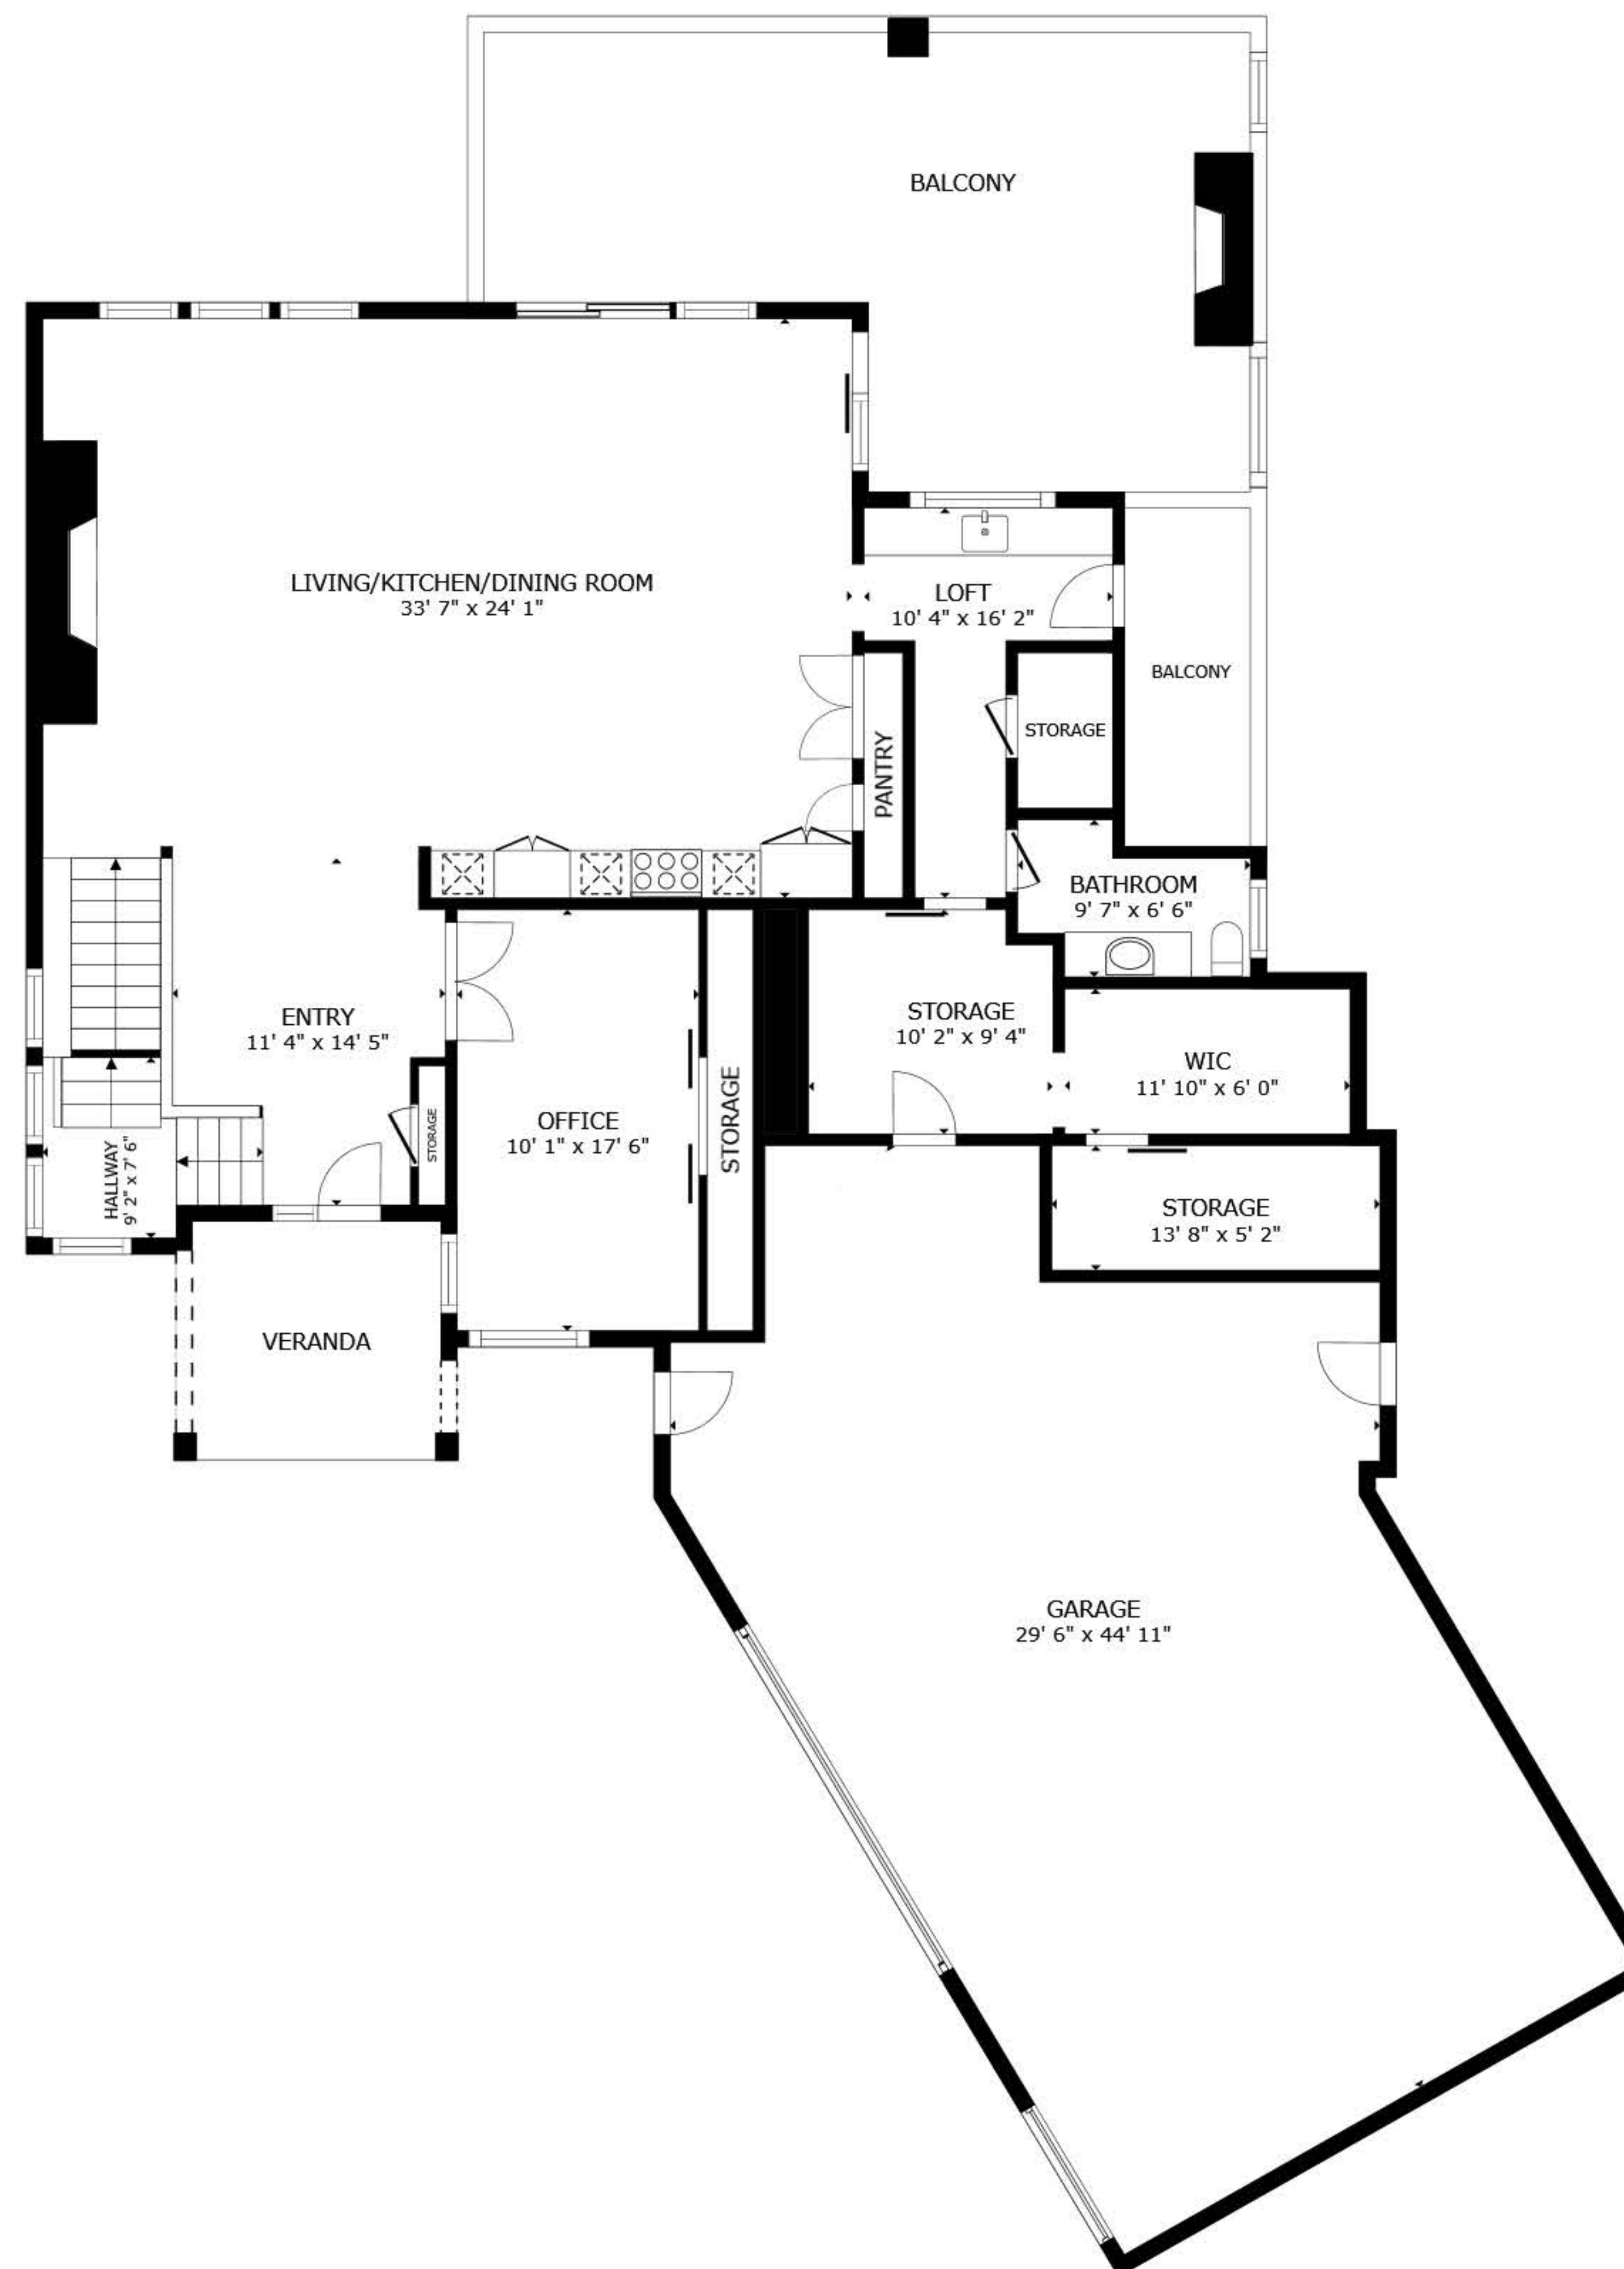 BALCONY
LIVING/KITCHEN/DINING ROOM
33' 7" x 24' 1"
LOFT
10' 4" x 16' 2"
BALCONY
STORAGE
PANTRY
BATHROOM
9' 7" x 6' 6"
ENTRY
11' 4" x 14' 5"
STORAGE
10' 2" x 9' 4"
WIC
11' 10" x 6' 0"
OFFICE
10' 1" x 17' 6"
STORAGE
STORAGE
HALLWAY
9' 2" x 7' 6"
STORAGE
13' 8" x 5' 2"
VERANDA
GARAGE
29' 6" x 44' 11"